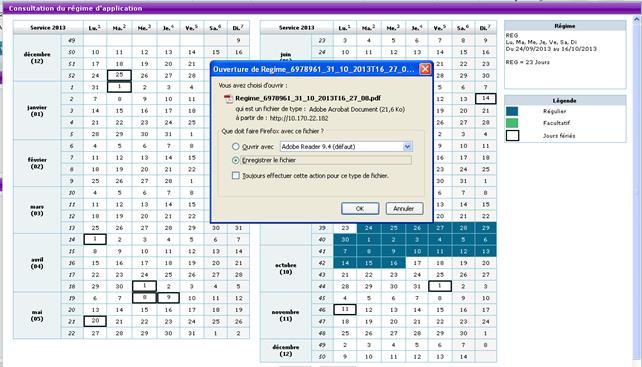 Consultation du régime d'application
Service 2013 Lu.1 Ma.2 Me.3 Je.4 Ve.5 Sa.6 Di.7
décembre (12)
49 9
50 10 11 12 13 14 15 16
51 17 18 19 20 21 22 23
52 24 25 26 27 28 29 30
janvier (01)
1 31 1 2 3 4 5 6
2 7 8 9 10 11 12 13
3 14 15 16 17 18 19 20
4 21 22 23 24 25 26 27
5 28 29 30 31 1 2 3
février (02)
6 4 5 6 7 8 9 10
7 11 12 13 14 15 16 17
8 18 19 20 21 22 23 24
9 25 26 27 28 1 2 3
mars (03)
10 4 5 6 7 8 9 10
11 11 12 13 14 15 16 17
12 18 19 20 21 22 23 24
13 25 26 27 28 29 30 31
avril (04)
14 1 2 3 4 5 6 7
15 8 9 10 11 12 13 14
16 15 16 17 18 19 20 21
17 22 23 24 25 26 27 28
18 29 30 1 2 3 4 5
mai (05)
19 6 7 8 9 10 11 12
20 13 14 15 16 17 18 19
21 20 21 22 23 24 25 26
22 27 28 29 30 31 1 2
Service 2013 Lu.1 Ma.2 Me.3 Je.4 Ve.5 Sa.6 Di.7
juin
23 3 4 5 6 7 8 9
24 10 11 12 13 14 15 16
Ouverture de Regime_6978961_31_10_2013T16_27_0...
Vous avez choisi d'ouvrir :
Regime_6978961_31_10_2013T16_27_08.pdf
qui est un fichier de type : Adobe Acrobat Document (21,6 Ko)
à partir de : http://10.170.22.182
Que doit faire Firefox avec ce fichier ?
Ouvrir avec Adobe Reader 9.4 (défaut)
Enregistrer le fichier
Toujours effectuer cette action pour ce type de fichier.
OK Annuler
39 23 24 25 26 27 28 29
octobre (10)
40 30 1 2 3 4 5 6
41 7 8 9 10 11 12 13
42 14 15 16 17 18 19 20
43 21 22 23 24 25 26 27
44 28 29 30 31 1 2 3
novembre (11)
45 4 5 6 7 8 9 10
46 11 12 13 14 15 16 17
47 18 19 20 21 22 23 24
48 25 26 27 28 29 30 1
décembre (12)
49 2 3 4 5 6 7 8
50 9 10 11 12 13 14
Régime
REG
Lu, Ma, Me, Je, Ve, Sa, Di
Du 24/09/2013 au 16/10/2013
REG = 23 Jours
Légende
Régulier
Facultatif
Jours fériés